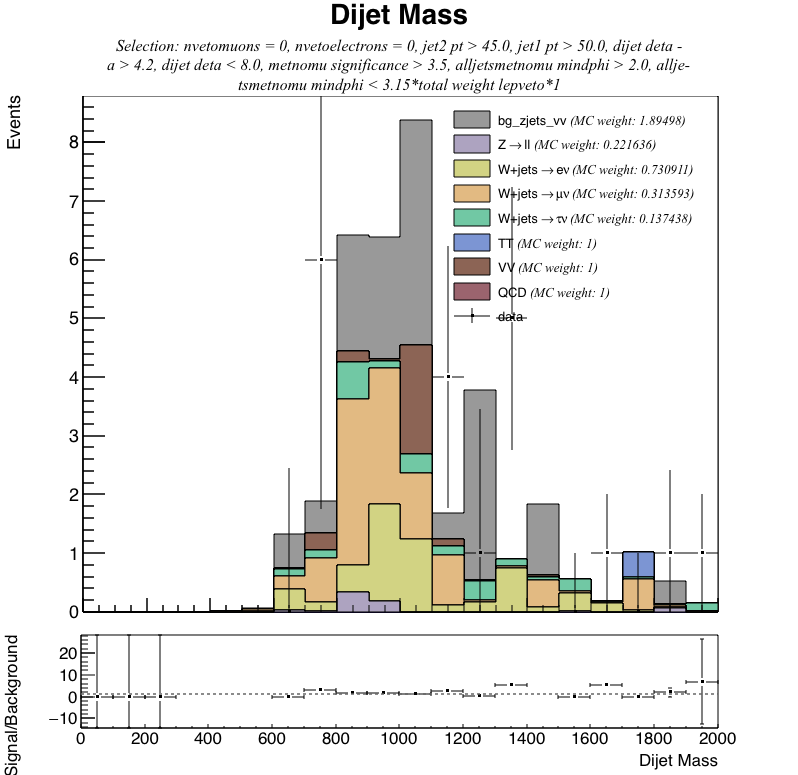 Dijet Mass
Selection: nvetomuons = 0, nvetoelectrons = 0, jet2 pt > 45.0, jet1 pt > 50.0, dijet deta -
a > 4.2, dijet deta < 8.0, metnomu significance > 3.5, alljetsmetnomu mindphi > 2.0, allje-
tsmetnomu mindphi < 3.15*total weight lepveto*1
Events
8
7
6
5
4
3
2
1
0
bg_zjets_vv (MC weight: 1.89498)
Z→ll (MC weight: 0.221636)
W+jets→eν (MC weight: 0.730911)
W+jets→μν (MC weight: 0.313593)
W+jets→τν (MC weight: 0.137438)
TT (MC weight: 1)
VV (MC weight: 1)
QCD (MC weight: 1)
data
Signal/Background
20
10
0
−10
0 200 400 600 800 1000 1200 1400 1600 1800 2000
Dijet Mass